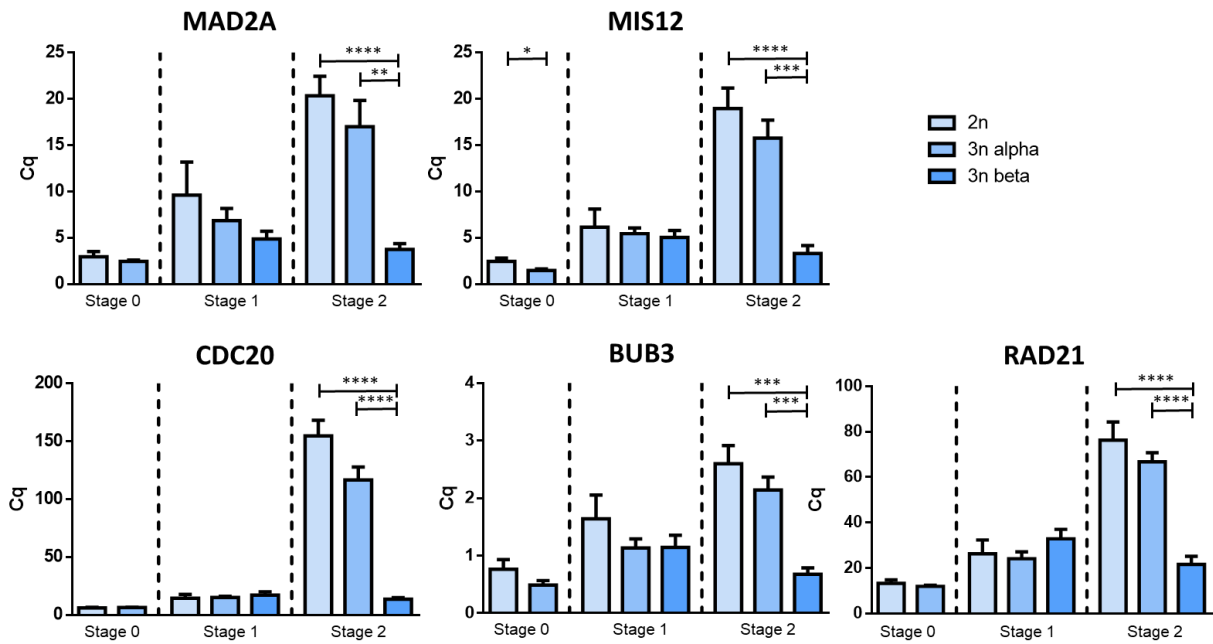 MAD2A
MIS12
25
20
15
10
5
0
Cq
****
**
Stage 0
Stage 1
Stage 2
25
20
15
10
5
0
Cq
*
****
***
Stage 0
Stage 1
Stage 2
2n
3n alpha
3n beta
CDC20
BUB3
RAD21
200
150
100
50
0
Cq
****
****
Stage 0
Stage 1
Stage 2
4
3
2
1
0
Cq
***
***
Stage 0
Stage 1
Stage 2
100
80
60
40
20
0
Cq
****
****
Stage 0
Stage 1
Stage 2